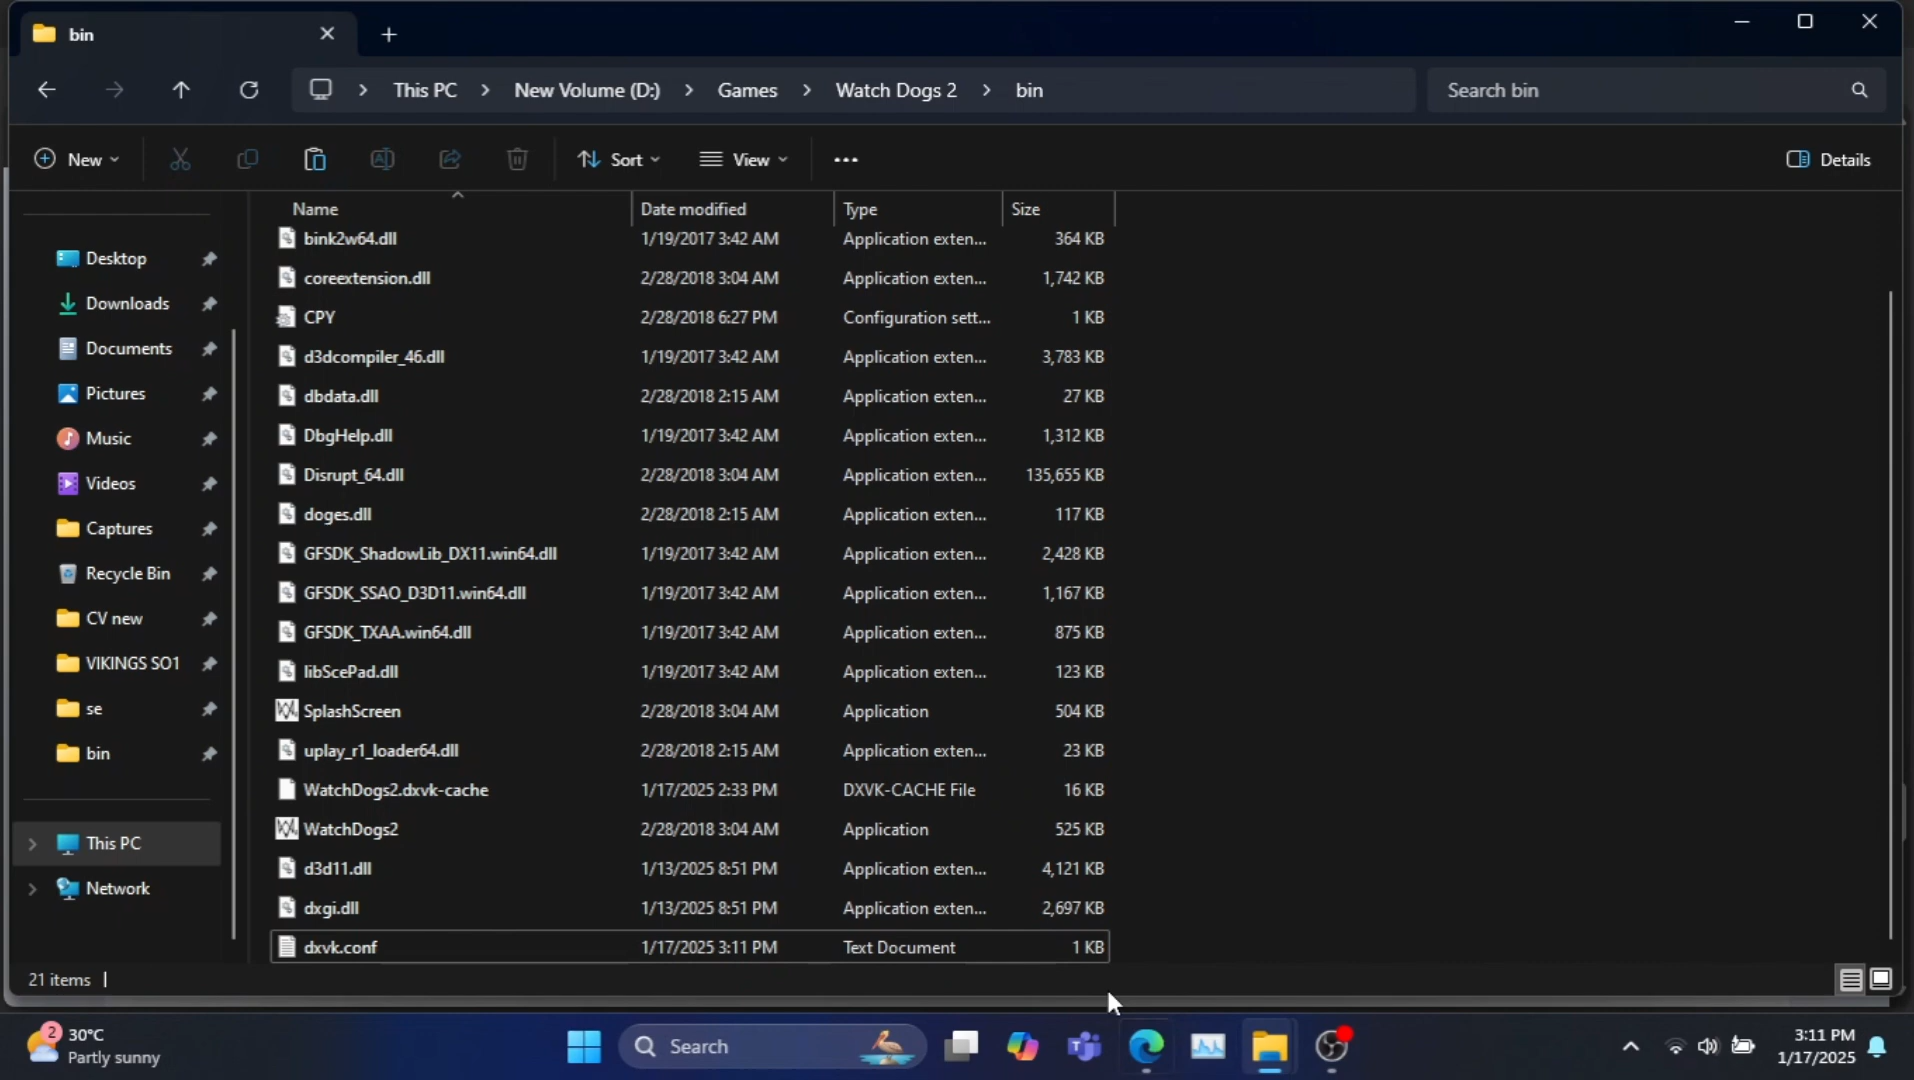 bin
This PC > New Volume (D:) > Games > Watch Dogs 2 > bin
Search bin
New Sort View Details
Name Date modified Type Size
bink2w64.dll 1/19/2017 3:42 AM Application exten... 364 KB
coreextension.dll 2/28/2018 3:04 AM Application exten... 1,742 KB
CPY 2/28/2018 6:27 PM Configuration sett... 1 KB
d3dcompiler_46.dll 1/19/2017 3:42 AM Application exten... 3,783 KB
dbdata.dll 2/28/2018 2:15 AM Application exten... 27 KB
DbgHelp.dll 1/19/2017 3:42 AM Application exten... 1,312 KB
Disrupt_64.dll 2/28/2018 3:04 AM Application exten... 135,655 KB
doges.dll 2/28/2018 2:15 AM Application exten... 117 KB
GFSDK_ShadowLib_DX11.win64.dll 1/19/2017 3:42 AM Application exten... 2,428 KB
GFSDK_SSAO_D3D11.win64.dll 1/19/2017 3:42 AM Application exten... 1,167 KB
GFSDK_TXAA.win64.dll 1/19/2017 3:42 AM Application exten... 875 KB
libScePad.dll 1/19/2017 3:42 AM Application exten... 123 KB
SplashScreen 2/28/2018 3:04 AM Application 504 KB
uplay_r1_loader64.dll 2/28/2018 2:15 AM Application exten... 23 KB
WatchDogs2.dxvk-cache 1/17/2025 2:33 PM DXVK-CACHE File 16 KB
WatchDogs2 2/28/2018 3:04 AM Application 525 KB
d3d11.dll 1/13/2025 8:51 PM Application exten... 4,121 KB
dxgi.dll 1/13/2025 8:51 PM Application exten... 2,697 KB
dxvk.conf 1/17/2025 3:11 PM Text Document 1 KB
Desktop
Downloads
Documents
Pictures
Music
Videos
Captures
Recycle Bin
CV new
VIKINGS SO1
se
bin
This PC
Network
21 items
2
30°C
Partly sunny
Search
3:11 PM
1/17/2025